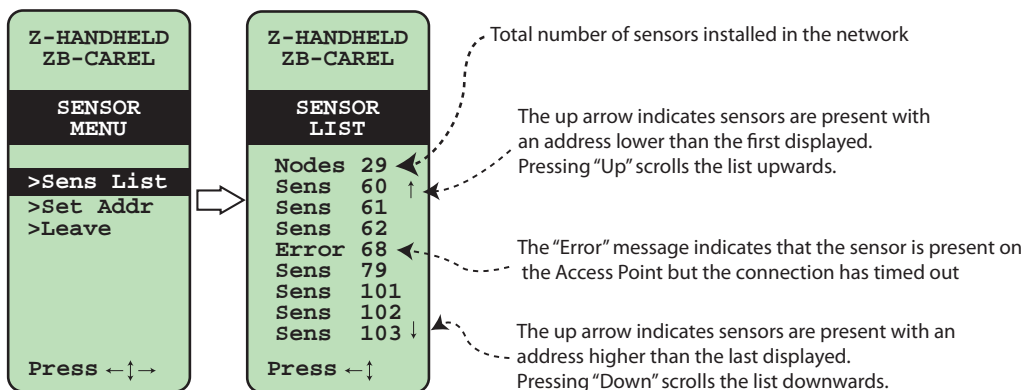 Z-HANDHELD
ZB-CAREL
SENSOR
MENU
>Sens List
>Set Addr
>Leave
Press ←↕→
Z-HANDHELD
ZB-CAREL
SENSOR
LIST
Nodes 29
Sens 60 ↑
Sens 61
Sens 62
Error 68
Sens 79
Sens 101
Sens 102
Sens 103 ↓
Press ←↕
Total number of sensors installed in the network
The up arrow indicates sensors are present with
an address lower than the first displayed.
Pressing “Up” scrolls the list upwards.
The “Error” message indicates that the sensor is present on
the Access Point but the connection has timed out
The up arrow indicates sensors are present with an
address higher than the last displayed.
Pressing “Down” scrolls the list downwards.